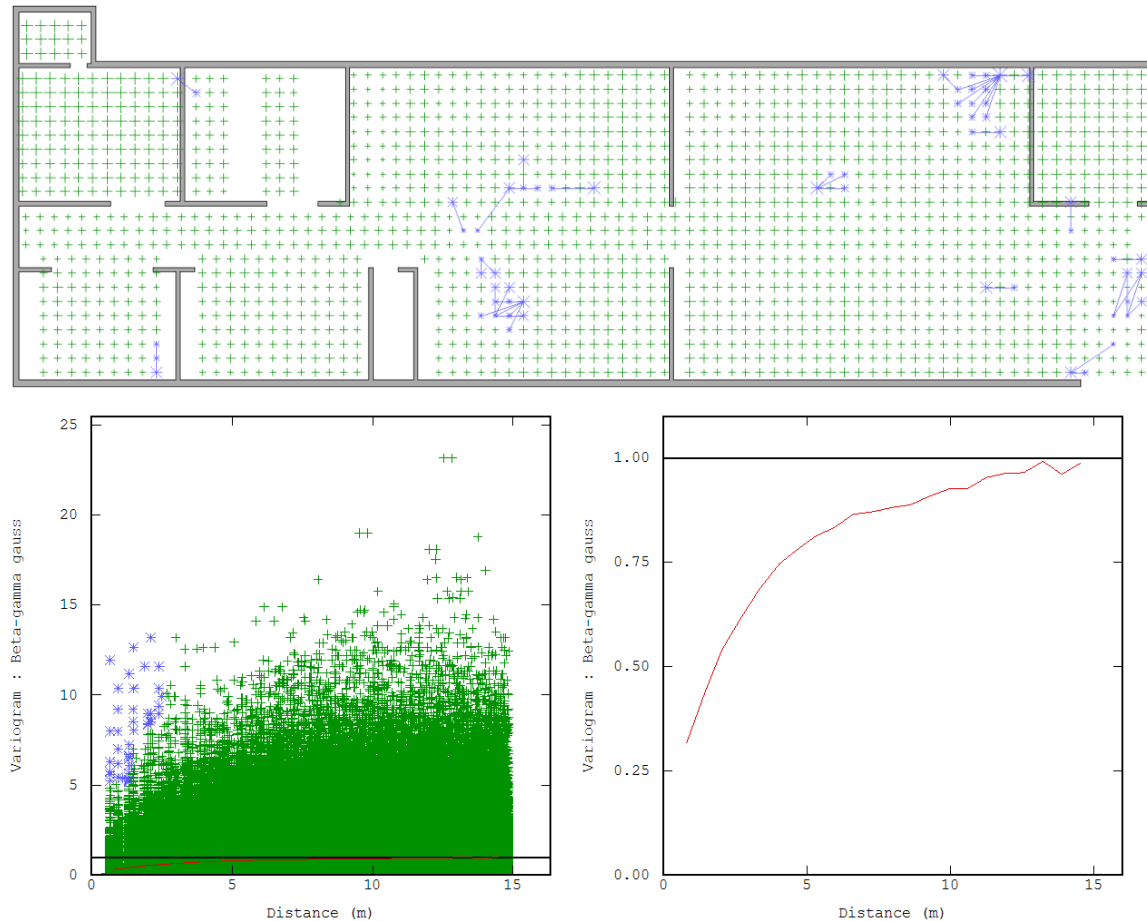 25
20
15
10
5
0
0 5 10 15
Variogram : Beta-gamma gauss
Distance (m)
1.00
0.75
0.50
0.25
0.00
0 5 10 15
Variogram : Beta-gamma gauss
Distance (m)